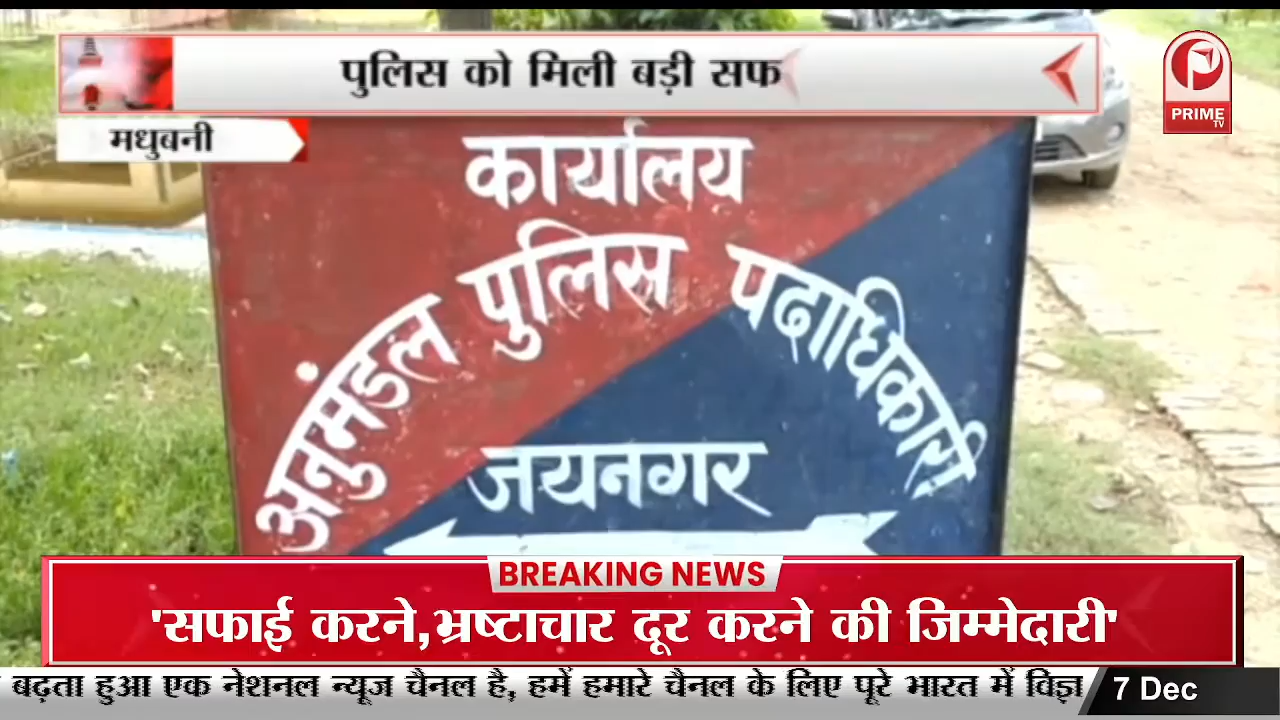 पुलिस को मिली बड़ी सफ
PRIME
TV
मधुबनी
कार्यालय
अनुमंडल पुलिस पदाधिकारी
जयनगर
BREAKING NEWS
'सफाई करने,भ्रष्टाचार दूर करने की जिम्मेदारी'
बढ़ता हुआ एक नेशनल न्यूज चैनल है, हमें हमारे चैनल के लिए पूरे भारत में विज्ञ
7 Dec